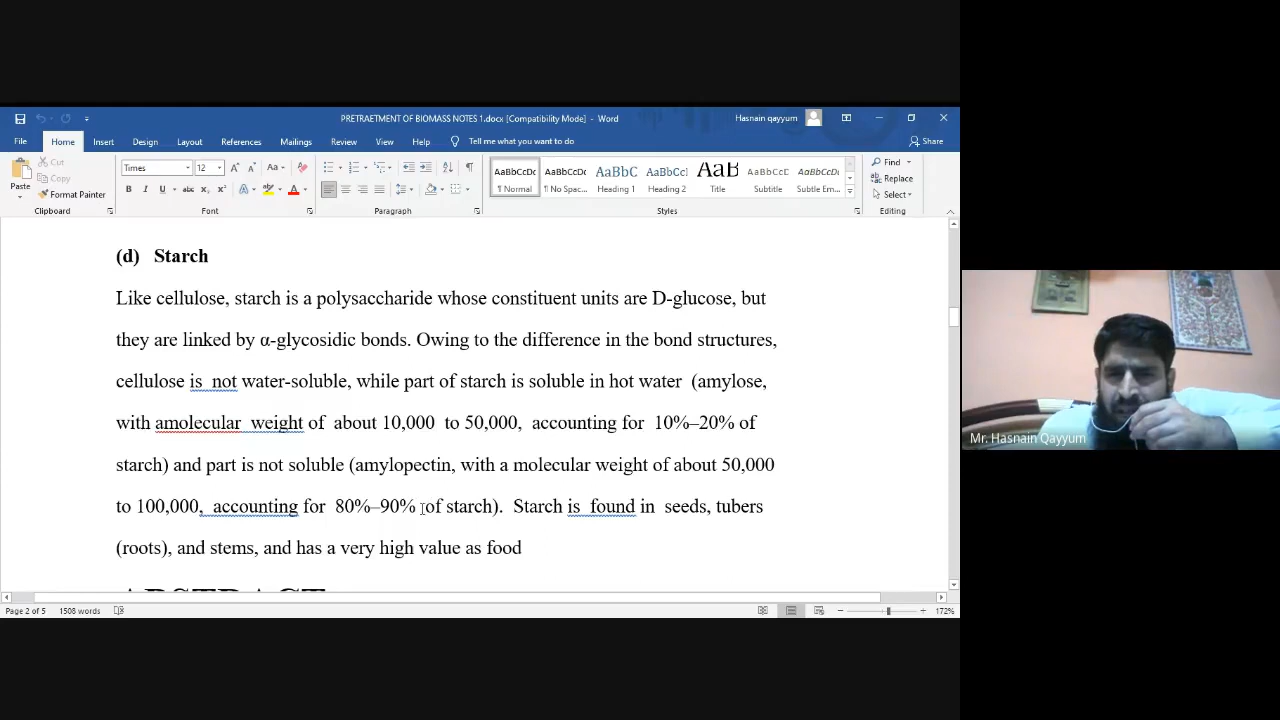 PRETRAETMENT OF BIOMASS NOTES 1.docx [Compatibility Mode] - Word
Hasnain qayyum
File Home Insert Design Layout References Mailings Review View Help Tell me what you want to do Share
Paste
Cut
Copy
Format Painter
Clipboard
Times 12
Font
Paragraph
AaBbCcDc AaBbCcDc AaBbC AaBbCcI AaB AaBbCcD AaBbCcDc
¶ Normal ¶ No Spac... Heading 1 Heading 2 Title Subtitle Subtle Em...
Styles
Find
Replace
Select
Editing
(d) Starch
Like cellulose, starch is a polysaccharide whose constituent units are D-glucose, but
they are linked by α-glycosidic bonds. Owing to the difference in the bond structures,
cellulose is not water-soluble, while part of starch is soluble in hot water (amylose,
with amolecular weight of about 10,000 to 50,000, accounting for 10%–20% of
starch) and part is not soluble (amylopectin, with a molecular weight of about 50,000
to 100,000, accounting for 80%–90% of starch). Starch is found in seeds, tubers
(roots), and stems, and has a very high value as food
ABSTRACT
Page 2 of 5 1508 words
172%
Mr. Hasnain Qayyum